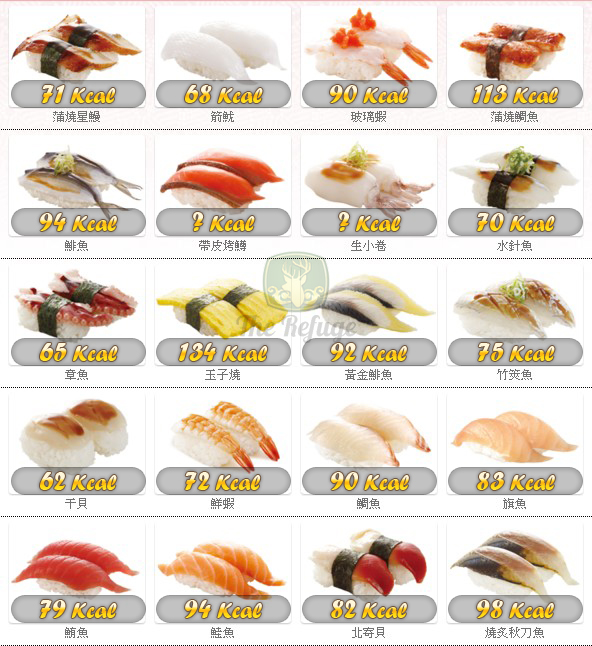 71 Kcal
68 Kcal
90 Kcal
113 Kcal
蒲燒星鰻
箭魷
玻璃蝦
蒲燒鯛魚
94 Kcal
? Kcal
? Kcal
70 Kcal
鯡魚
帶皮烤鱒
生小卷
水針魚
The Refuge
65 Kcal
134 Kcal
92 Kcal
75 Kcal
章魚
玉子燒
黃金鯡魚
竹筴魚
62 Kcal
72 Kcal
90 Kcal
83 Kcal
干貝
鮮蝦
鯛魚
旗魚
79 Kcal
94 Kcal
82 Kcal
98 Kcal
鮪魚
鮭魚
北寄貝
燒炙秋刀魚